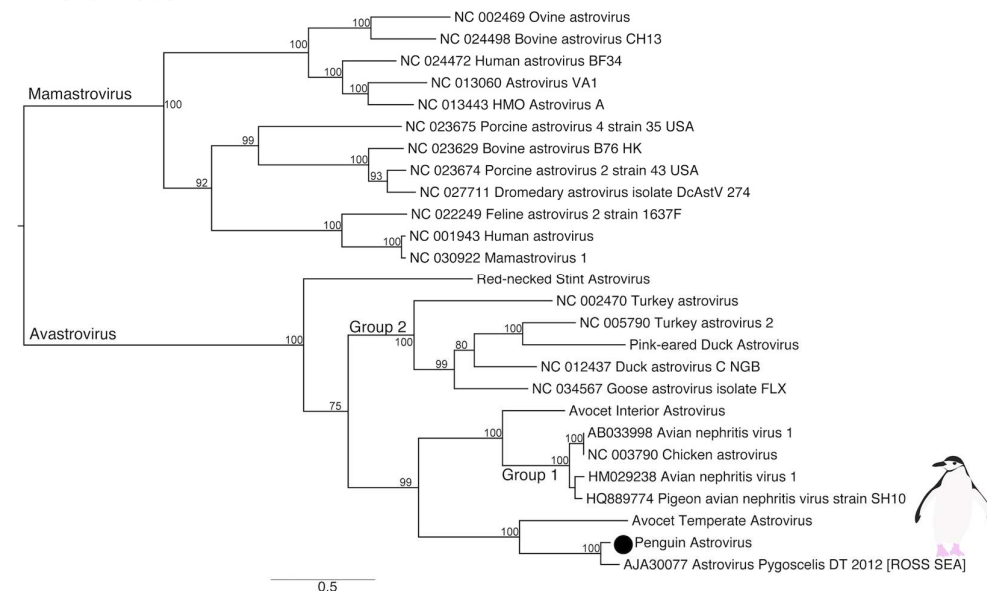 100
NC 002469 Ovine astrovirus
100
NC 024498 Bovine astrovirus CH13
100
NC 024472 Human astrovirus BF34
100
NC 013060 Astrovirus VA1
NC 013443 HMO Astrovirus A
Mamastrovirus
100
NC 023675 Porcine astrovirus 4 strain 35 USA
99
NC 023629 Bovine astrovirus B76 HK
100
NC 023674 Porcine astrovirus 2 strain 43 USA
93
NC 027711 Dromedary astrovirus isolate DcAstV 274
92
NC 022249 Feline astrovirus 2 strain 1637F
100
NC 001943 Human astrovirus
100
NC 030922 Mamastrovirus 1
Red-necked Stint Astrovirus
Avastrovirus
100
NC 002470 Turkey astrovirus
Group 2
100
NC 005790 Turkey astrovirus 2
100
Pink-eared Duck Astrovirus
80
NC 012437 Duck astrovirus C NGB
99
NC 034567 Goose astrovirus isolate FLX
75
Avocet Interior Astrovirus
100
AB033998 Avian nephritis virus 1
100
NC 003790 Chicken astrovirus
100
Group 1
HM029238 Avian nephritis virus 1
99
HQ889774 Pigeon avian nephritis virus strain SH10
Avocet Temperate Astrovirus
100
Penguin Astrovirus
100
AJA30077 Astrovirus Pygoscelis DT 2012 [ROSS SEA]
0.5